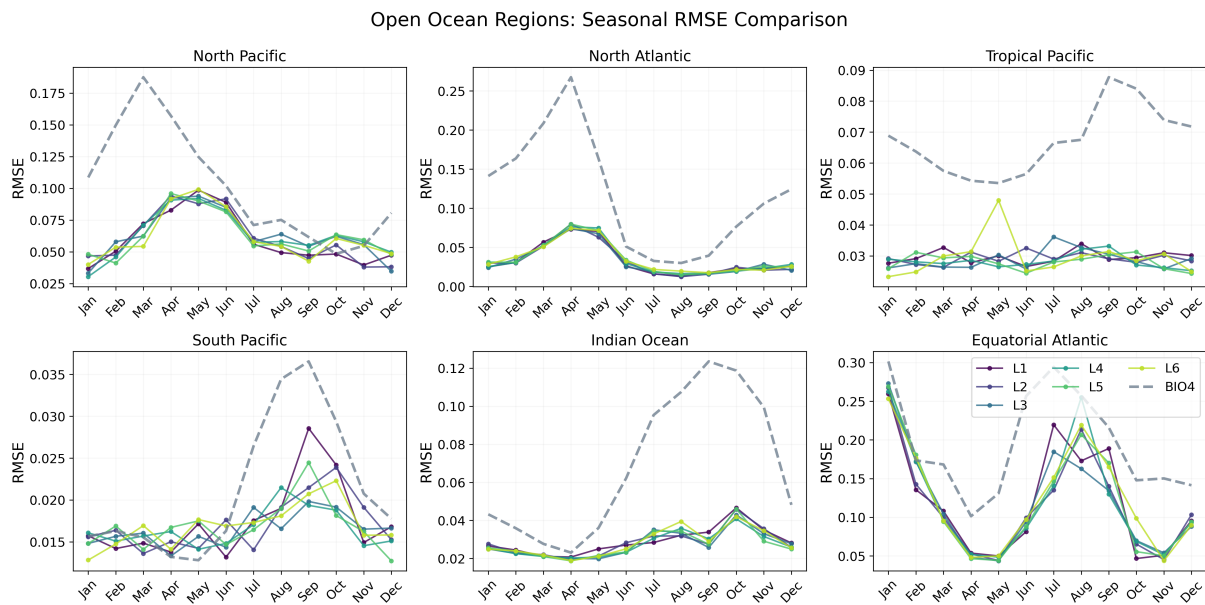 Open Ocean Regions: Seasonal RMSE Comparison
North Pacific
RMSE
0.175
0.150
0.125
0.100
0.075
0.050
0.025
Jan Feb Mar Apr May Jun Jul Aug Sep Oct Nov Dec
North Atlantic
RMSE
0.25
0.20
0.15
0.10
0.05
0.00
Jan Feb Mar Apr May Jun Jul Aug Sep Oct Nov Dec
Tropical Pacific
RMSE
0.09
0.08
0.07
0.06
0.05
0.04
0.03
Jan Feb Mar Apr May Jun Jul Aug Sep Oct Nov Dec
South Pacific
RMSE
0.035
0.030
0.025
0.020
0.015
Jan Feb Mar Apr May Jun Jul Aug Sep Oct Nov Dec
Indian Ocean
RMSE
0.12
0.10
0.08
0.06
0.04
0.02
Jan Feb Mar Apr May Jun Jul Aug Sep Oct Nov Dec
Equatorial Atlantic
RMSE
0.30
0.25
0.20
0.15
0.10
0.05
L1 L4 L6
L2 L5 BIO4
L3
Jan Feb Mar Apr May Jun Jul Aug Sep Oct Nov Dec